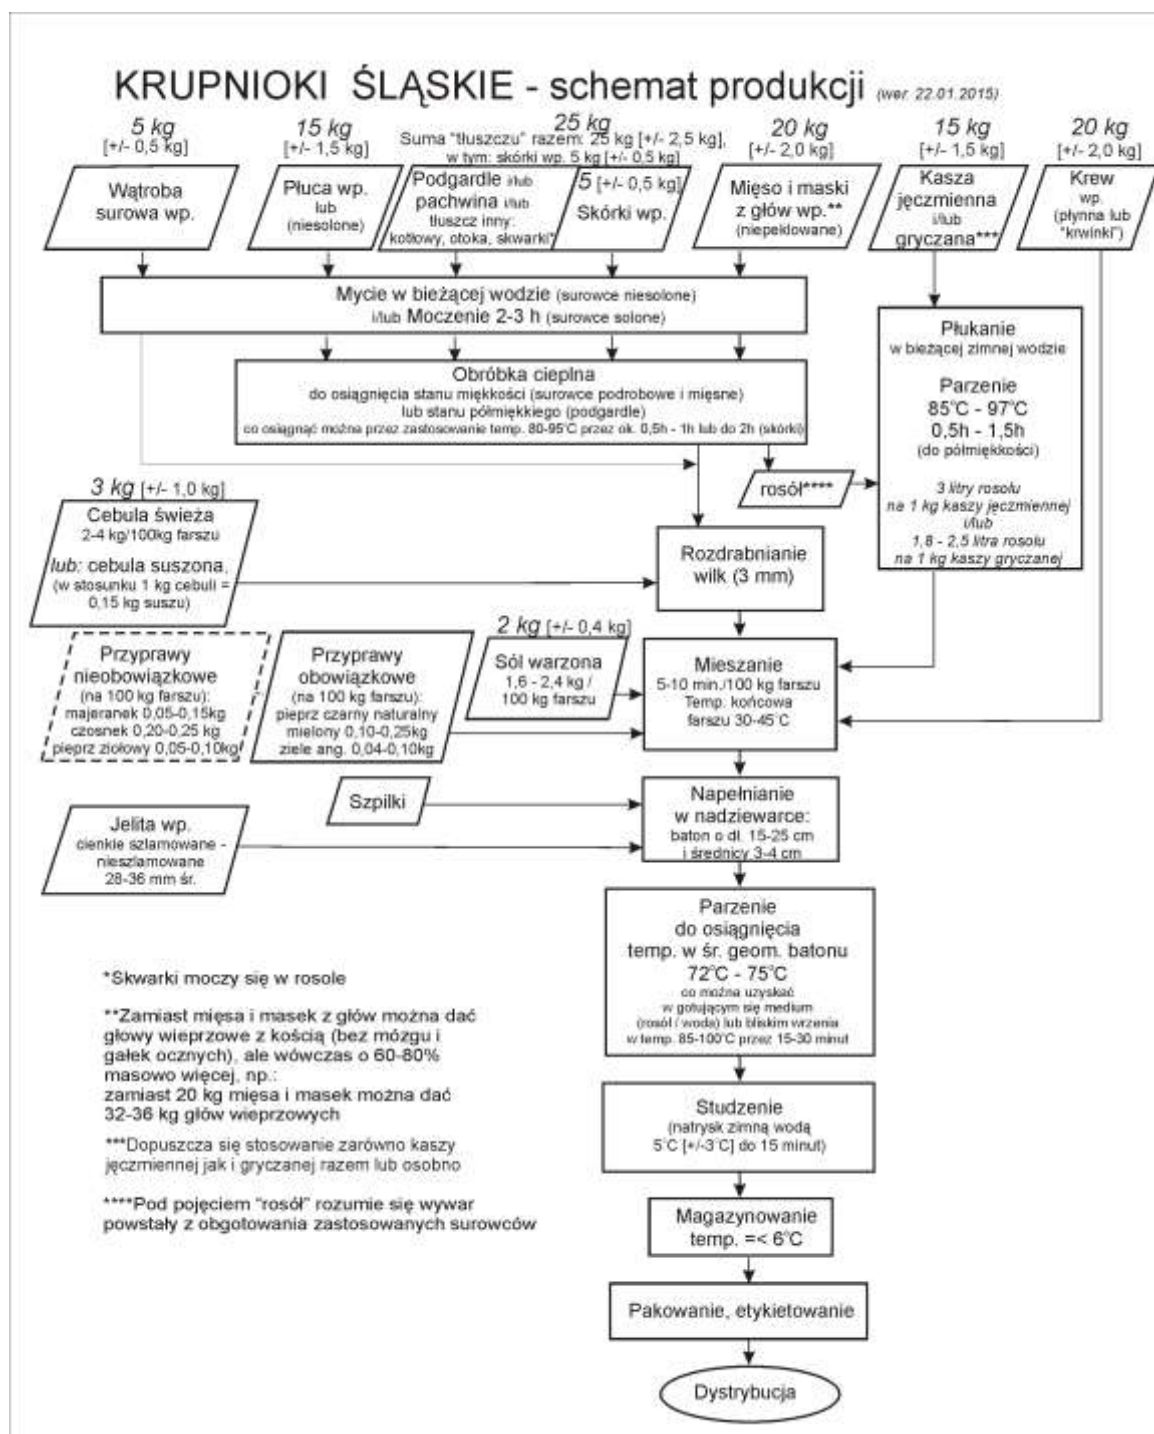 KRUPNIOKI ŚLĄSKIE - schemat produkcji (wer. 22.01.2015)
5 kg
[+/- 0,5 kg]
Wątroba
surowa wp.
15 kg
[+/- 1,5 kg]
Płuca wp.
lub
(niesolone)
25 kg
Suma "tłuszczu" razem: 25 kg [+/- 2,5 kg],
w tym: skórki wp. 5 kg [+/- 0,5 kg]
Podgardle i/lub
pachwina i/lub
tłuszcz inny:
kotłowy, otoka, skwarki*
5 [+/- 0,5 kg]
Skórki wp.
20 kg
[+/- 2,0 kg]
Mięso i maski
z głów wp.**
(niepeklowane)
15 kg
[+/- 1,5 kg]
Kasza
jęczmienna
i/lub
gryczana***
20 kg
[+/- 2,0 kg]
Krew
wp.
(płynna lub
"krwinki")
Mycie w bieżącej wodzie (surowce niesolone)
i/lub Moczenie 2-3 h (surowce solone)
Obróbka cieplna
do osiągnięcia stanu miękkości (surowce podrobowe i mięsne)
lub stanu półmiękkiego (podgardle)
co osiągnąć można przez zastosowanie temp. 80-95°C przez ok. 0,5h - 1h lub do 2h (skórki)
Płukanie
w bieżącej zimnej wodzie
Parzenie
85°C - 97°C
0,5h - 1,5h
(do półmiękkości)
3 litry rosołu
na 1 kg kaszy jęczmiennej
i/lub
1,8 - 2,5 litra rosołu
na 1 kg kaszy gryczanej
rosół****
3 kg [+/- 1,0 kg]
Cebula świeża
2-4 kg/100kg farszu
lub: cebula suszona,
(w stosunku 1 kg cebuli =
0,15 kg suszu)
Rozdrabnianie
wilk (3 mm)
Przyprawy
nieobowiązkowe
(na 100 kg farszu):
majeranek 0,05-0,15kg
czosnek 0,20-0,25 kg
pieprz ziołowy 0,05-0,10kg
Przyprawy
obowiązkowe
(na 100 kg farszu):
pieprz czarny naturalny
mielony 0,10-0,25kg
ziele ang. 0,04-0,10kg
2 kg [+/- 0,4 kg]
Sól warzona
1,6 - 2,4 kg /
100 kg farszu
Mieszanie
5-10 min./100 kg farszu
Temp. końcowa
farszu 30-45°C
Szpilki
Napełnianie
w nadziewarce:
baton o dł. 15-25 cm
i średnicy 3-4 cm
Jelita wp.
cienkie szlamowane -
nieszlamowane
28-36 mm śr.
Parzenie
do osiągnięcia
temp. w śr. geom. batonu
72°C - 75°C
co można uzyskać
w gotującym się medium
(rosół / woda) lub bliskim wrzenia
w temp. 85-100°C przez 15-30 minut
*Skwarki moczy się w rosole
**Zamiast mięsa i masek z głów można dać
głowy wieprzowe z kością (bez mózgu i
gałek ocznych), ale wówczas o 60-80%
masowo więcej, np.:
zamiast 20 kg mięsa i masek można dać
32-36 kg głów wieprzowych
***Dopuszcza się stosowanie zarówno kaszy
jęczmiennej jak i gryczanej razem lub osobno
****Pod pojęciem "rosół" rozumie się wywar
powstały z obgotowania zastosowanych surowców
Studzenie
(natrysk zimną wodą
5°C [+/-3°C] do 15 minut)
Magazynowanie
temp. =< 6°C
Pakowanie, etykietowanie
Dystrybucja